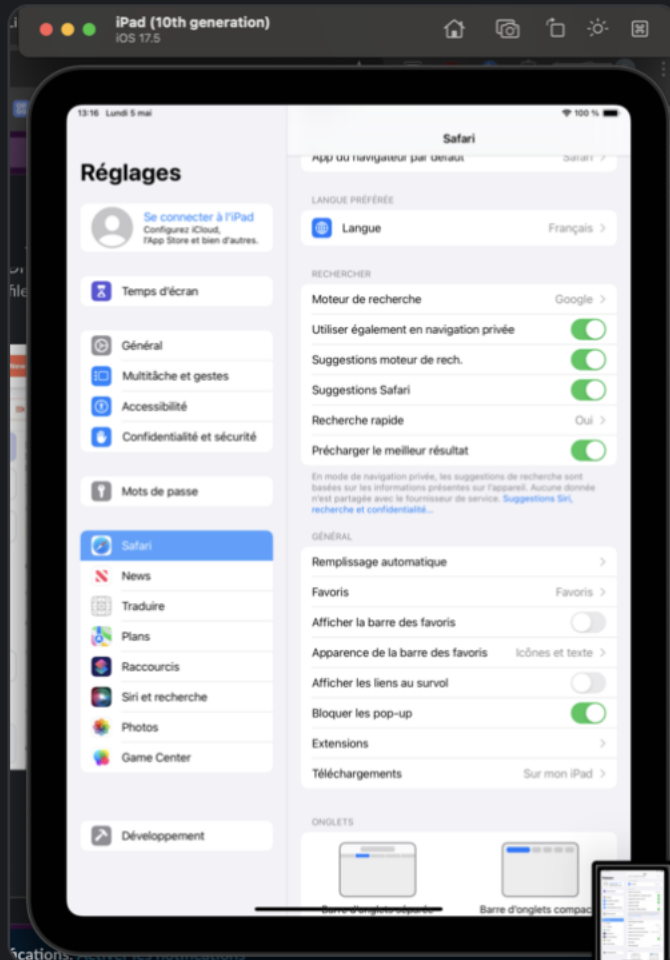 iPad (10th generation)
iOS 17.5
13:16 Lundi 5 mai
100 %
Réglages
Se connecter à l'iPad
Configurez iCloud,
l'App Store et bien d'autres.
Temps d'écran
Général
Multitâche et gestes
Accessibilité
Confidentialité et sécurité
Mots de passe
Safari
News
Traduire
Plans
Raccourcis
Siri et recherche
Photos
Game Center
Développement
Safari
App du navigateur par défaut Safari
LANGUE PRÉFÉRÉE
Langue Français
RECHERCHER
Moteur de recherche Google
Utiliser également en navigation privée
Suggestions moteur de rech.
Suggestions Safari
Recherche rapide Oui
Précharger le meilleur résultat
En mode de navigation privée, les suggestions de recherche sont
basées sur les informations présentes sur l'appareil. Aucune donnée
n'est partagée avec le fournisseur de service. Suggestions Siri,
recherche et confidentialité...
GÉNÉRAL
Remplissage automatique
Favoris Favoris
Afficher la barre des favoris
Apparence de la barre des favoris Icônes et texte
Afficher les liens au survol
Bloquer les pop-up
Extensions
Téléchargements Sur mon iPad
ONGLETS
Barre d'onglets séparée Barre d'onglets compac